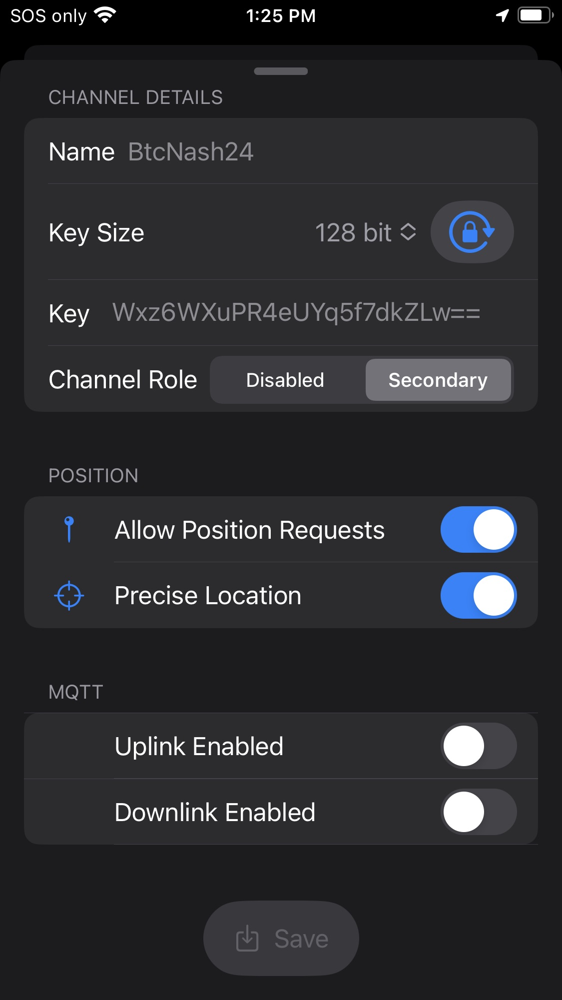 SOS only 1:25 PM
CHANNEL DETAILS
Name BtcNash24
Key Size 128 bit
Key Wxz6WXuPR4eUYq5f7dkZLw==
Channel Role Disabled Secondary
POSITION
Allow Position Requests
Precise Location
MQTT
Uplink Enabled
Downlink Enabled
Save